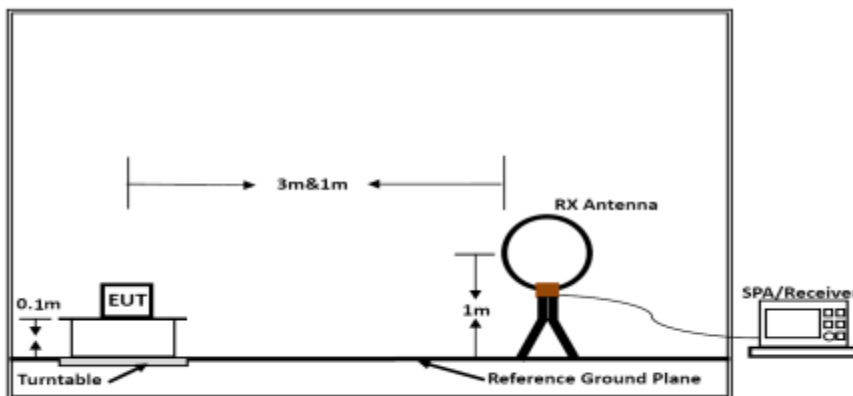 3m&1m
RX Antenna
EUT
0.1m
1m
SPA/Receiver
Turntable
Reference Ground Plane